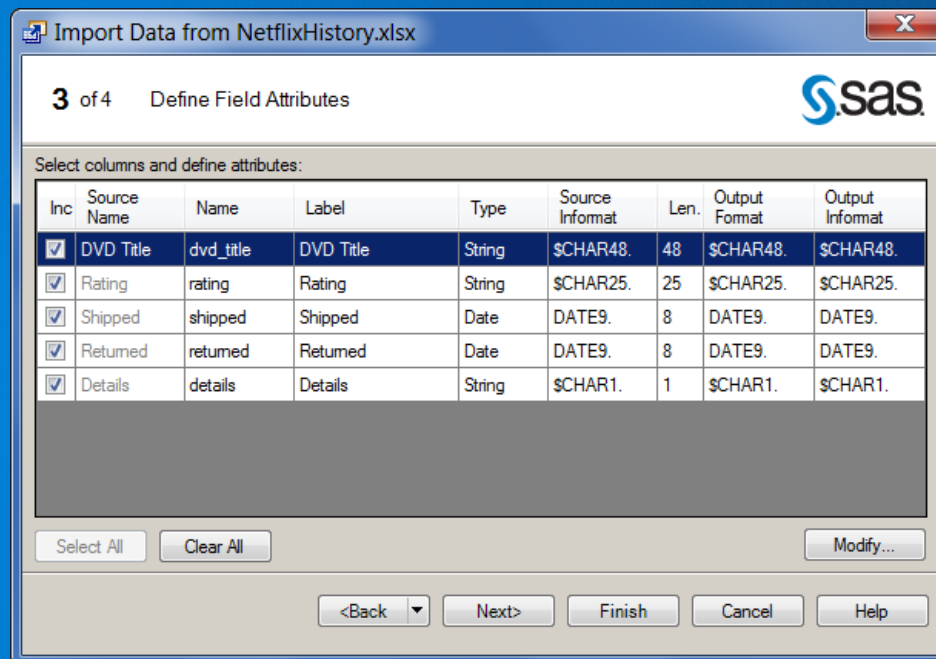 Import Data from NetflixHistory.xlsx
X
3 of 4 Define Field Attributes
sas
Select columns and define attributes:
Inc Source Name Name Label Type Source Informat Len. Output Format Output Informat
DVD Title dvd_title DVD Title String $CHAR48. 48 $CHAR48. $CHAR48.
Rating rating Rating String $CHAR25. 25 $CHAR25. $CHAR25.
Shipped shipped Shipped Date DATE9. 8 DATE9. DATE9.
Returned returned Returned Date DATE9. 8 DATE9. DATE9.
Details details Details String $CHAR1. 1 $CHAR1. $CHAR1.
Select All Clear All Modify...
<Back Next> Finish Cancel Help